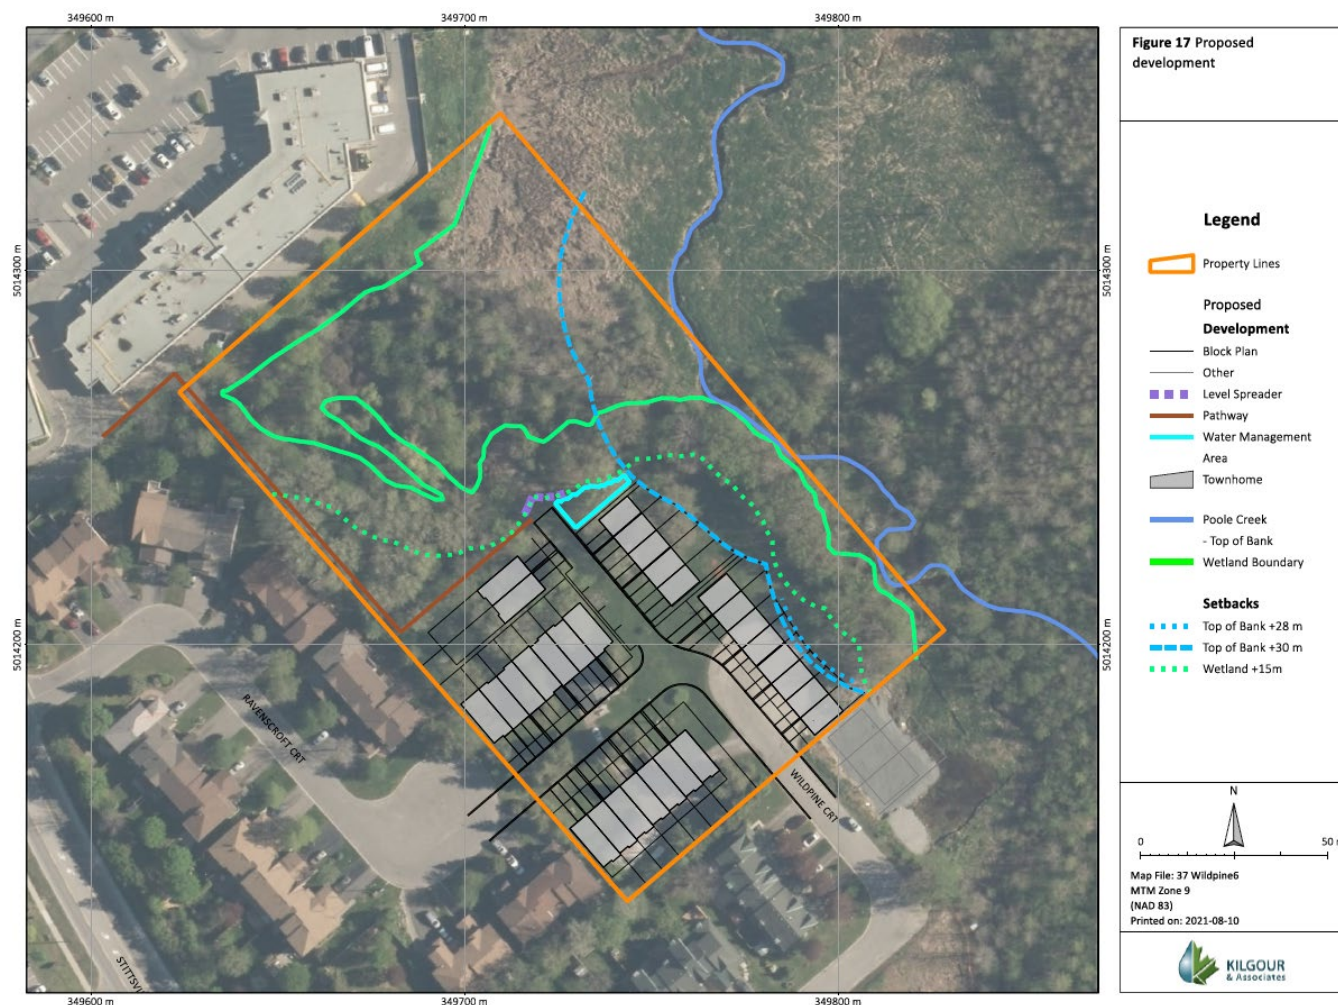 349600 m
349700 m
349800 m
5014300 m
5014300 m
5014200 m
5014200 m
RAVENSCROFT CRT
WILDPINE CRT
349600 m
349700 m
349800 m
Figure 17 Proposed
development
Legend
Property Lines
Proposed
Development
Block Plan
Other
Level Spreader
Pathway
Water Management
Area
Townhome
Poole Creek
- Top of Bank
Wetland Boundary
Setbacks
Top of Bank +28 m
Top of Bank +30 m
Wetland +15m
N
0
50
Map File: 37 Wildpine6
MTM Zone 9
(NAD 83)
Printed on: 2021-08-10
KILGOUR
& Associates